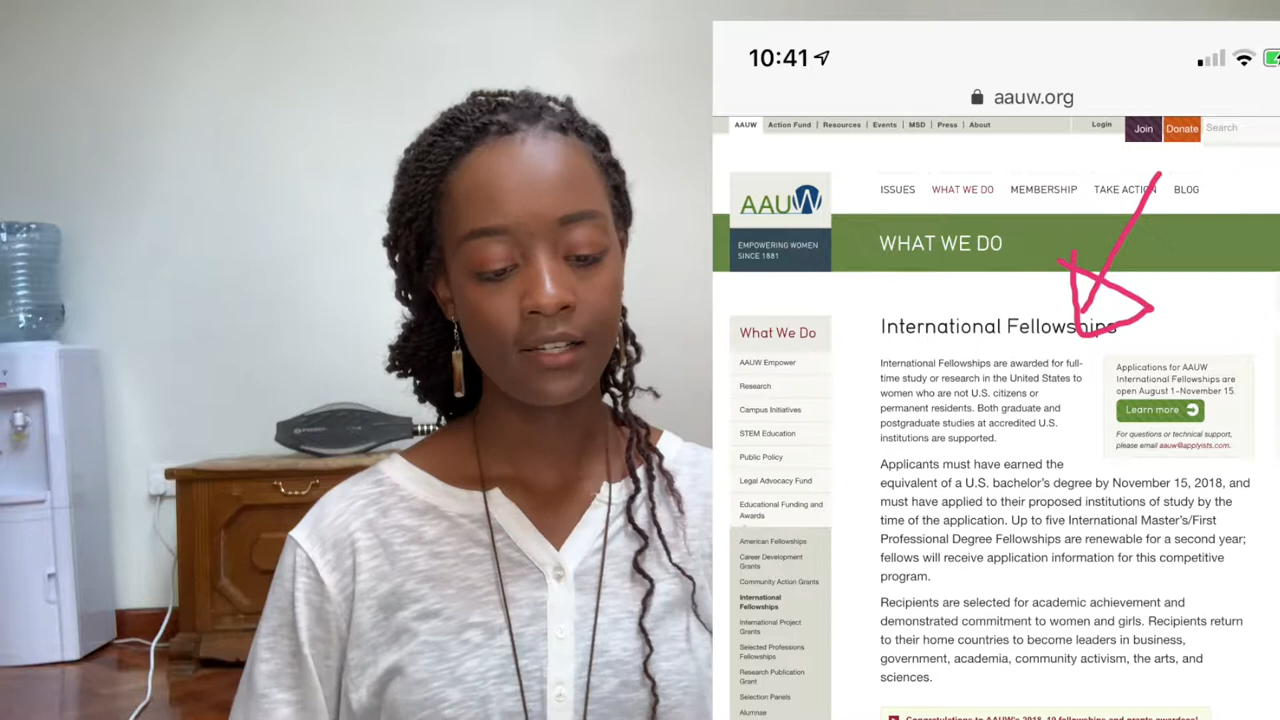 10:41
aauw.org
AAUW Action Fund | Resources | Events | MSD | Press | About Login Join Donate Search
ISSUES WHAT WE DO MEMBERSHIP TAKE ACTION BLOG
AAUW
EMPOWERING WOMEN
SINCE 1881
WHAT WE DO
What We Do
AAUW Empower
Research
Campus Initiatives
STEM Education
Public Policy
Legal Advocacy Fund
Educational Funding and
Awards
American Fellowships
Career Development
Grants
Community Action Grants
International
Fellowships
International Project
Grants
Selected Professions
Fellowships
Research Publication
Grant
Selection Panels
Alumnae
International Fellowships
International Fellowships are awarded for full-
time study or research in the United States to
women who are not U.S. citizens or
permanent residents. Both graduate and
postgraduate studies at accredited U.S.
institutions are supported.
Applications for AAUW
International Fellowships are
open August 1–November 15.
Learn more
For questions or technical support,
please email aauw@applyists.com.
Applicants must have earned the
equivalent of a U.S. bachelor's degree by November 15, 2018, and
must have applied to their proposed institutions of study by the
time of the application. Up to five International Master's/First
Professional Degree Fellowships are renewable for a second year;
fellows will receive application information for this competitive
program.
Recipients are selected for academic achievement and
demonstrated commitment to women and girls. Recipients return
to their home countries to become leaders in business,
government, academia, community activism, the arts, and
sciences.
Congratulations to AAUW's 2018–19 fellowships and grants awardees!